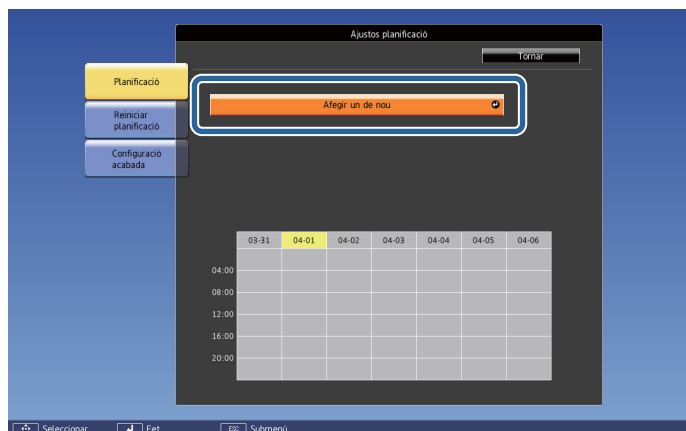 Ajustos planificació
Tornar
Planificació
Afegir un de nou
Reiniciar
planificació
Configuració
acabada
03-31 04-01 04-02 04-03 04-04 04-05 04-06
04:00
08:00
12:00
16:00
20:00
Seleccionar Fet ESC Submenú